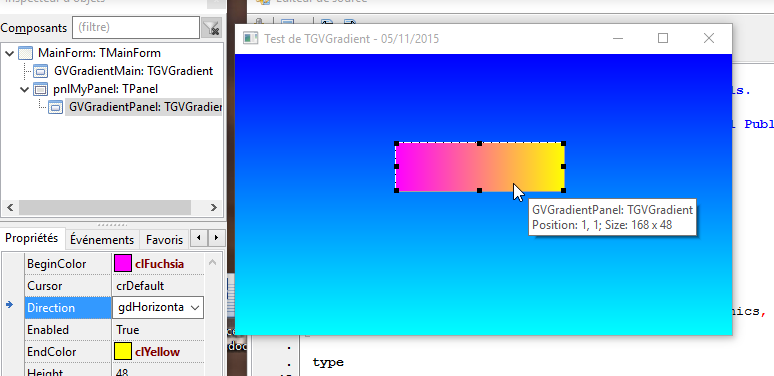 Inspecteur d'objets
Éditeur de source
Composants (filtre)
MainForm: TMainForm
GVGradientMain: TGVGradient
pnlMyPanel: TPanel
GVGradientPanel: TGVGradier
Test de TGVGradient - 05/11/2015
s.
l Publ
GVGradientPanel: TGVGradient
Position: 1, 1; Size: 168 x 48
Propriétés Événements Favoris
BeginColor clFuchsia
Cursor crDefault
Direction gdHorizonta
Enabled True
EndColor clYellow
Height 48
doc
ics,
type